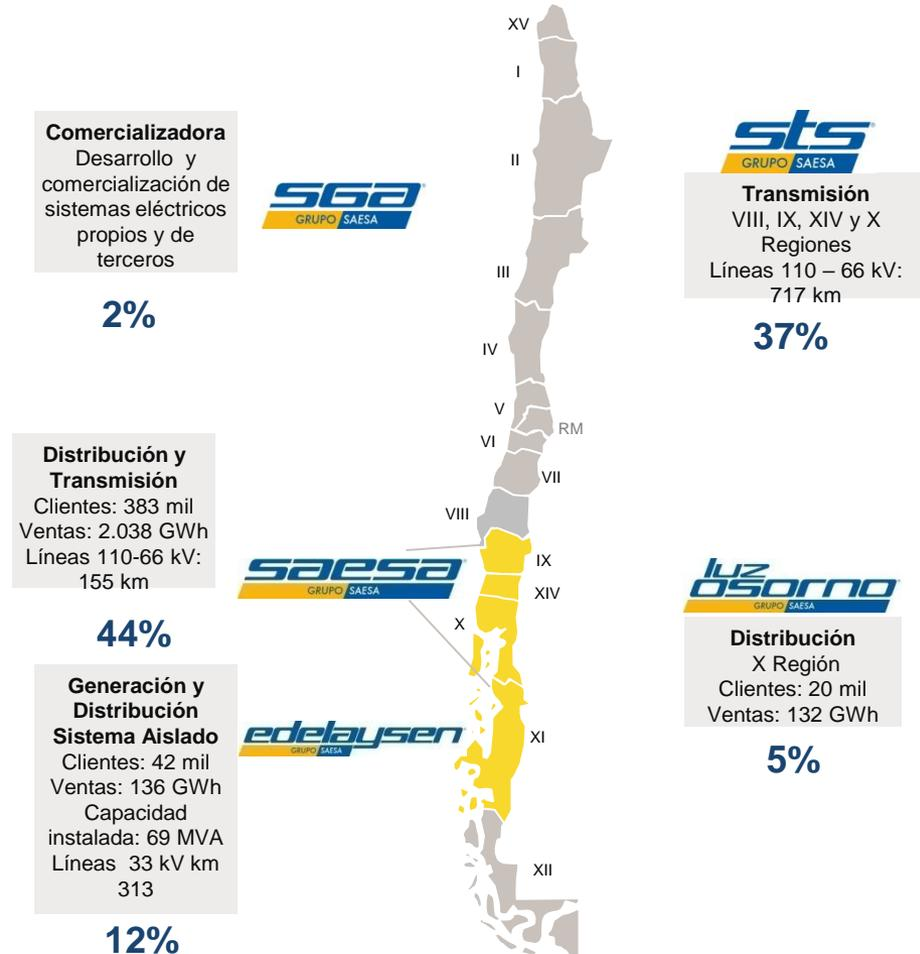 Comercializadora
Desarrollo y
comercialización de
sistemas eléctricos
propios y de
terceros
sga
GRUPO SAESA
2%
Distribución y
Transmisión
Clientes: 383 mil
Ventas: 2.038 GWh
Líneas 110-66 kV:
155 km
saesa
GRUPO SAESA
44%
Generación y
Distribución
Sistema Aislado
Clientes: 42 mil
Ventas: 136 GWh
Capacidad
instalada: 69 MVA
Líneas 33 kV km
313
edelaysen
GRUPO SAESA
12%
XV
I
II
III
IV
V
RM
VI
VII
VIII
IX
XIV
X
XI
XII
sts
GRUPO SAESA
Transmisión
VIII, IX, XIV y X
Regiones
Líneas 110 – 66 kV:
717 km
37%
luz
osorno
GRUPO SAESA
Distribución
X Región
Clientes: 20 mil
Ventas: 132 GWh
5%